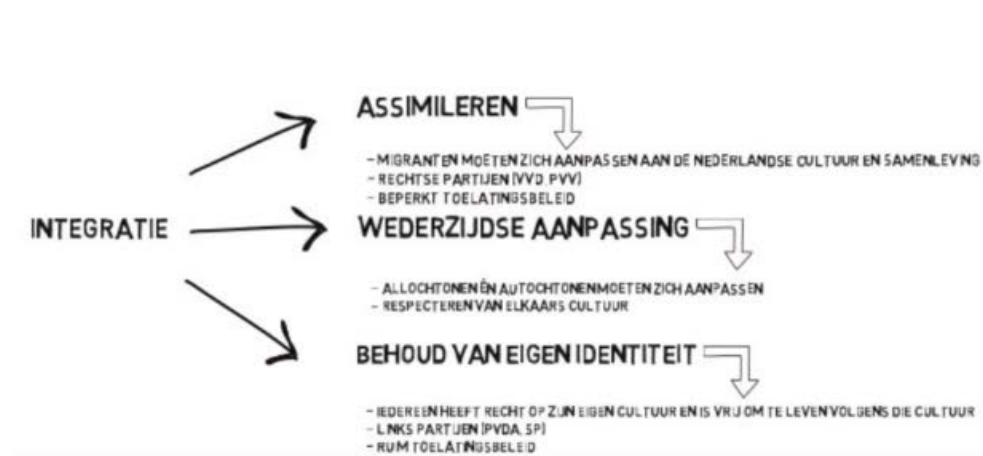 ASSIMILEREN
- MIGRANTEN MOETEN ZICH AANPASSEN AAN DE NEDERLANDSE CULTUUR EN SAMENLEVING
- RECHTSE PARTIJEN (VVD, PVV)
- BEPERKT TOELATINGSBELEID
INTEGRATIE
WEDERZIJDSE AANPASSING
- ALLOCHTONEN ÉN AUTOCHTONEN MOETEN ZICH AANPASSEN
- RESPECTEREN VAN ELKAARS CULTUUR
BEHOUD VAN EIGEN IDENTITEIT
- IEDEREEN HEEFT RECHT OP ZIJN EIGEN CULTUUR EN IS VRIJ OM TE LEVEN VOLGENS DIE CULTUUR
- LINKS PARTIJEN (PVDA, SP)
- RUIM TOELATINGSBELEID